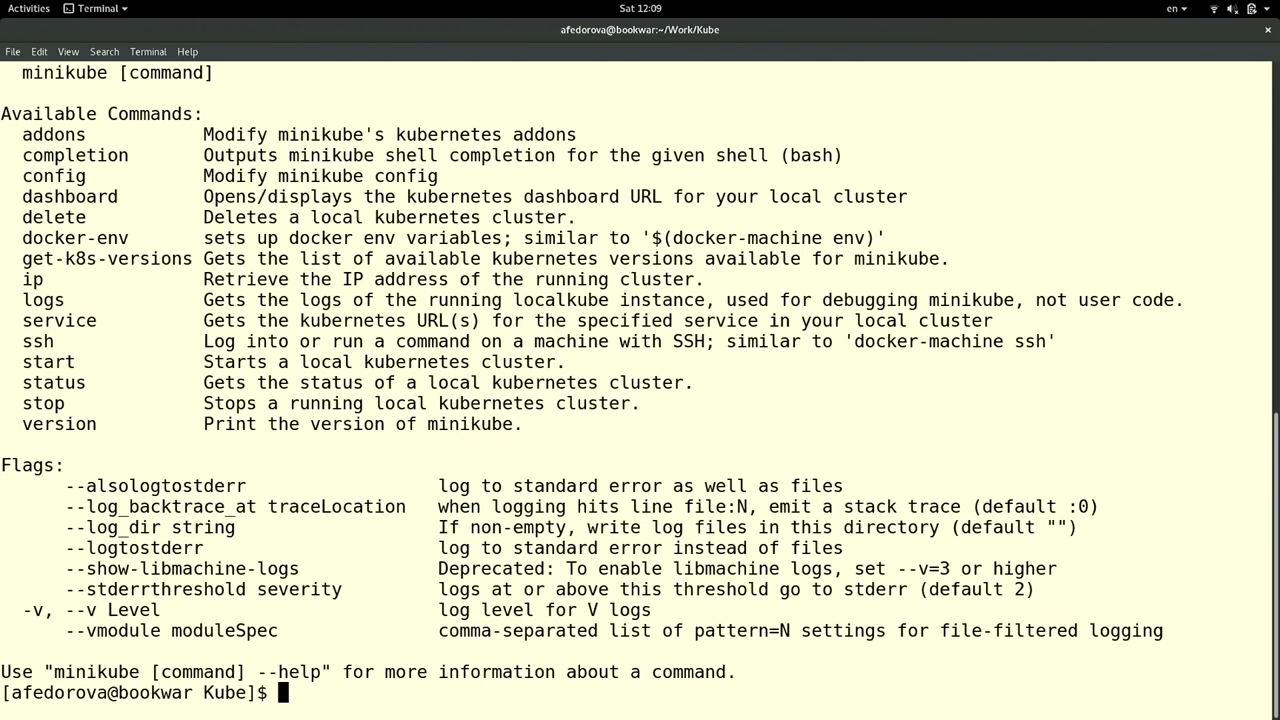 Activities Terminal Sat 12:09 en
afedorova@bookwar:~/Work/Kube ×
File Edit View Search Terminal Help
minikube [command]
Available Commands:
addons Modify minikube's kubernetes addons
completion Outputs minikube shell completion for the given shell (bash)
config Modify minikube config
dashboard Opens/displays the kubernetes dashboard URL for your local cluster
delete Deletes a local kubernetes cluster.
docker-env sets up docker env variables; similar to '$(docker-machine env)'
get-k8s-versions Gets the list of available kubernetes versions available for minikube.
ip Retrieve the IP address of the running cluster.
logs Gets the logs of the running localkube instance, used for debugging minikube, not user code.
service Gets the kubernetes URL(s) for the specified service in your local cluster
ssh Log into or run a command on a machine with SSH; similar to 'docker-machine ssh'
start Starts a local kubernetes cluster.
status Gets the status of a local kubernetes cluster.
stop Stops a running local kubernetes cluster.
version Print the version of minikube.
Flags:
--alsologtostderr log to standard error as well as files
--log_backtrace_at traceLocation when logging hits line file:N, emit a stack trace (default :0)
--log_dir string If non-empty, write log files in this directory (default "")
--logtostderr log to standard error instead of files
--show-libmachine-logs Deprecated: To enable libmachine logs, set --v=3 or higher
--stderrthreshold severity logs at or above this threshold go to stderr (default 2)
-v, --v Level log level for V logs
--vmodule moduleSpec comma-separated list of pattern=N settings for file-filtered logging
Use "minikube [command] --help" for more information about a command.
[afedorova@bookwar Kube]$